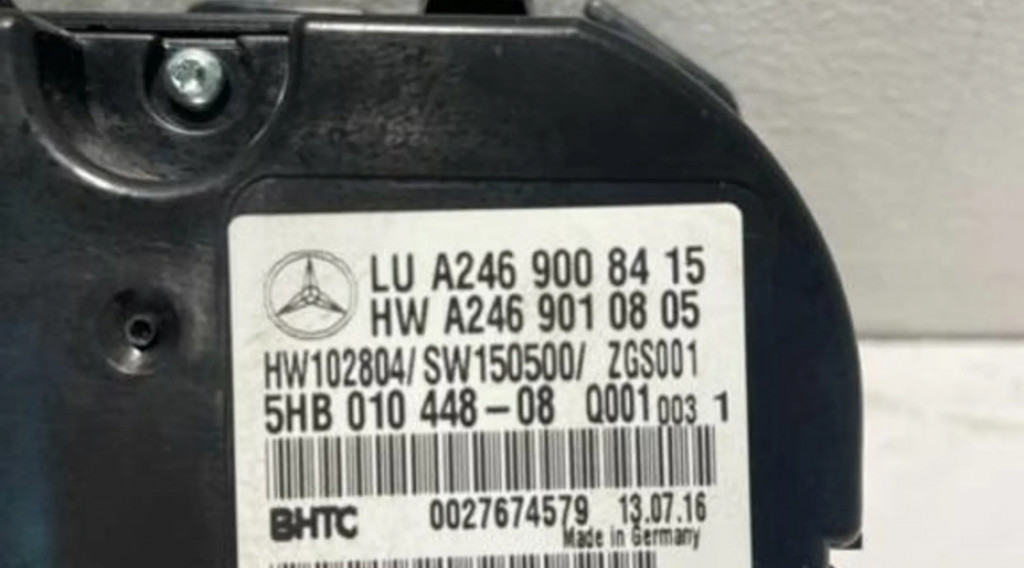 LU A246 900 84 15
HW A246 901 08 05
HW102804/SW150500/ ZGS001
5HB 010 448-08 Q001 003 1
BHTC 0027674579 13.07.16
Made in Germany